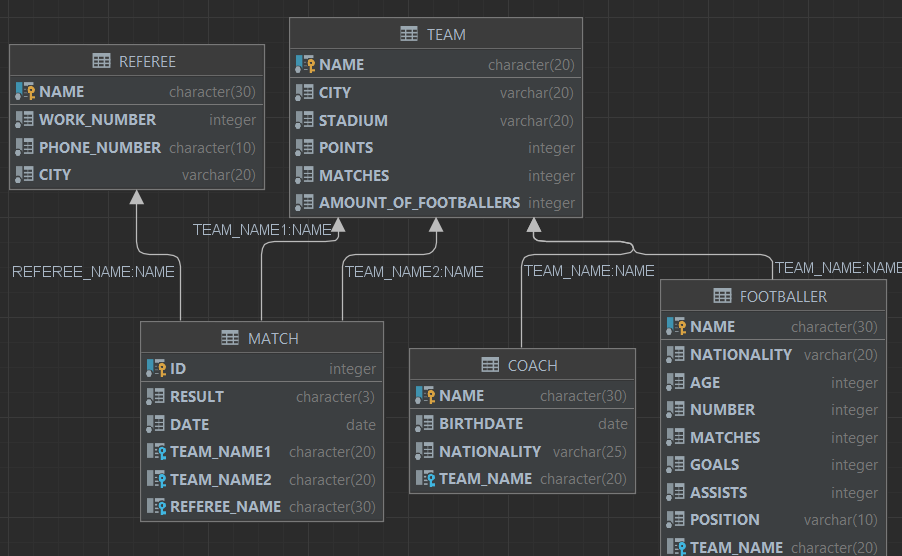 REFEREE
NAME character(30)
WORK_NUMBER integer
PHONE_NUMBER character(10)
CITY varchar(20)
TEAM
NAME character(20)
CITY varchar(20)
STADIUM varchar(20)
POINTS integer
MATCHES integer
AMOUNT_OF_FOOTBALLERS integer
TEAM_NAME1:NAME
REFEREE_NAME:NAME
TEAM_NAME2:NAME
TEAM_NAME:NAME
TEAM_NAME:NAME
MATCH
ID integer
RESULT character(3)
DATE date
TEAM_NAME1 character(20)
TEAM_NAME2 character(20)
REFEREE_NAME character(30)
COACH
NAME character(30)
BIRTHDATE date
NATIONALITY varchar(25)
TEAM_NAME character(20)
FOOTBALLER
NAME character(30)
NATIONALITY varchar(20)
AGE integer
NUMBER integer
MATCHES integer
GOALS integer
ASSISTS integer
POSITION varchar(10)
TEAM_NAME character(20)